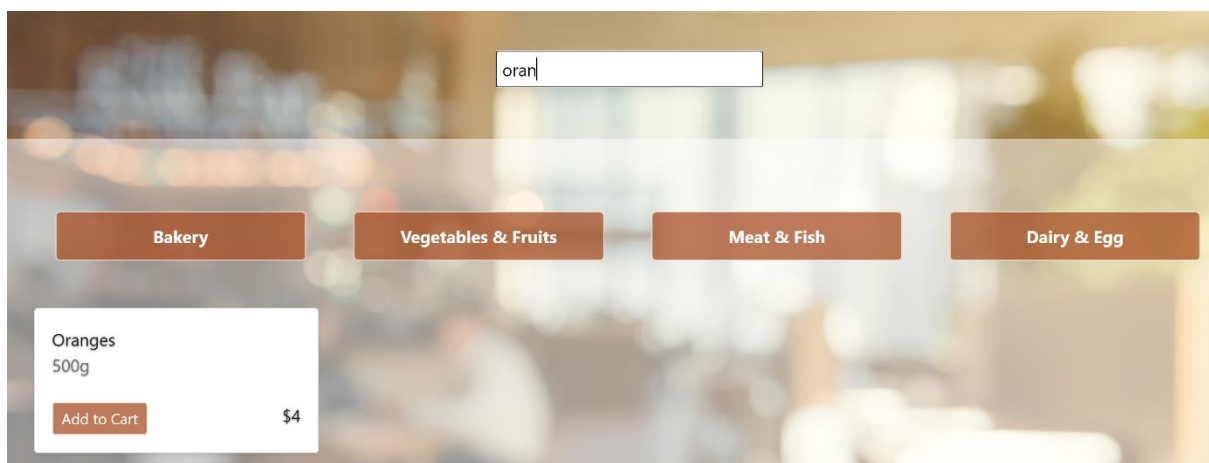 oran
Bakery
Vegetables & Fruits
Meat & Fish
Dairy & Egg
Oranges
500g
Add to Cart
$4